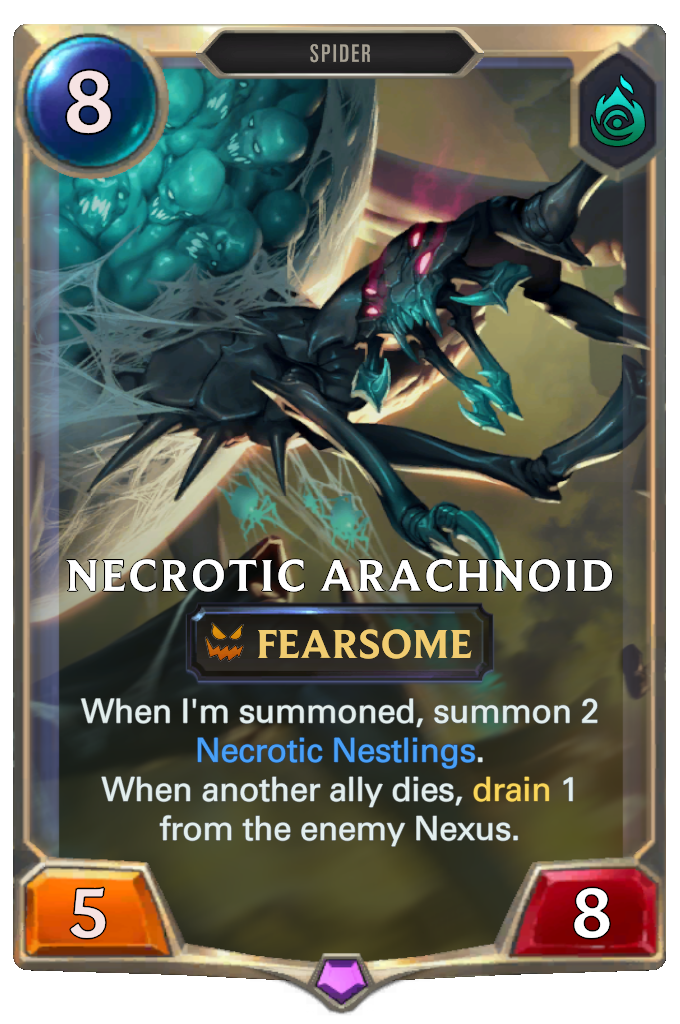 SPIDER
8
NECROTIC ARACHNOID
FEARSOME
When I'm summoned, summon 2
Necrotic Nestlings.
When another ally dies, drain 1
from the enemy Nexus.
5 8